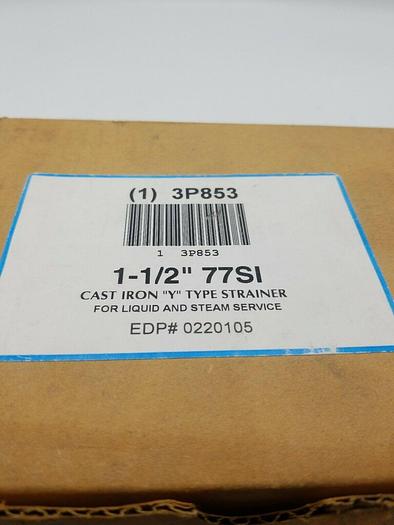 (1) 3P853
1 3P853
1-1/2" 77SI
CAST IRON "Y" TYPE STRAINER
FOR LIQUID AND STEAM SERVICE
EDP# 0220105